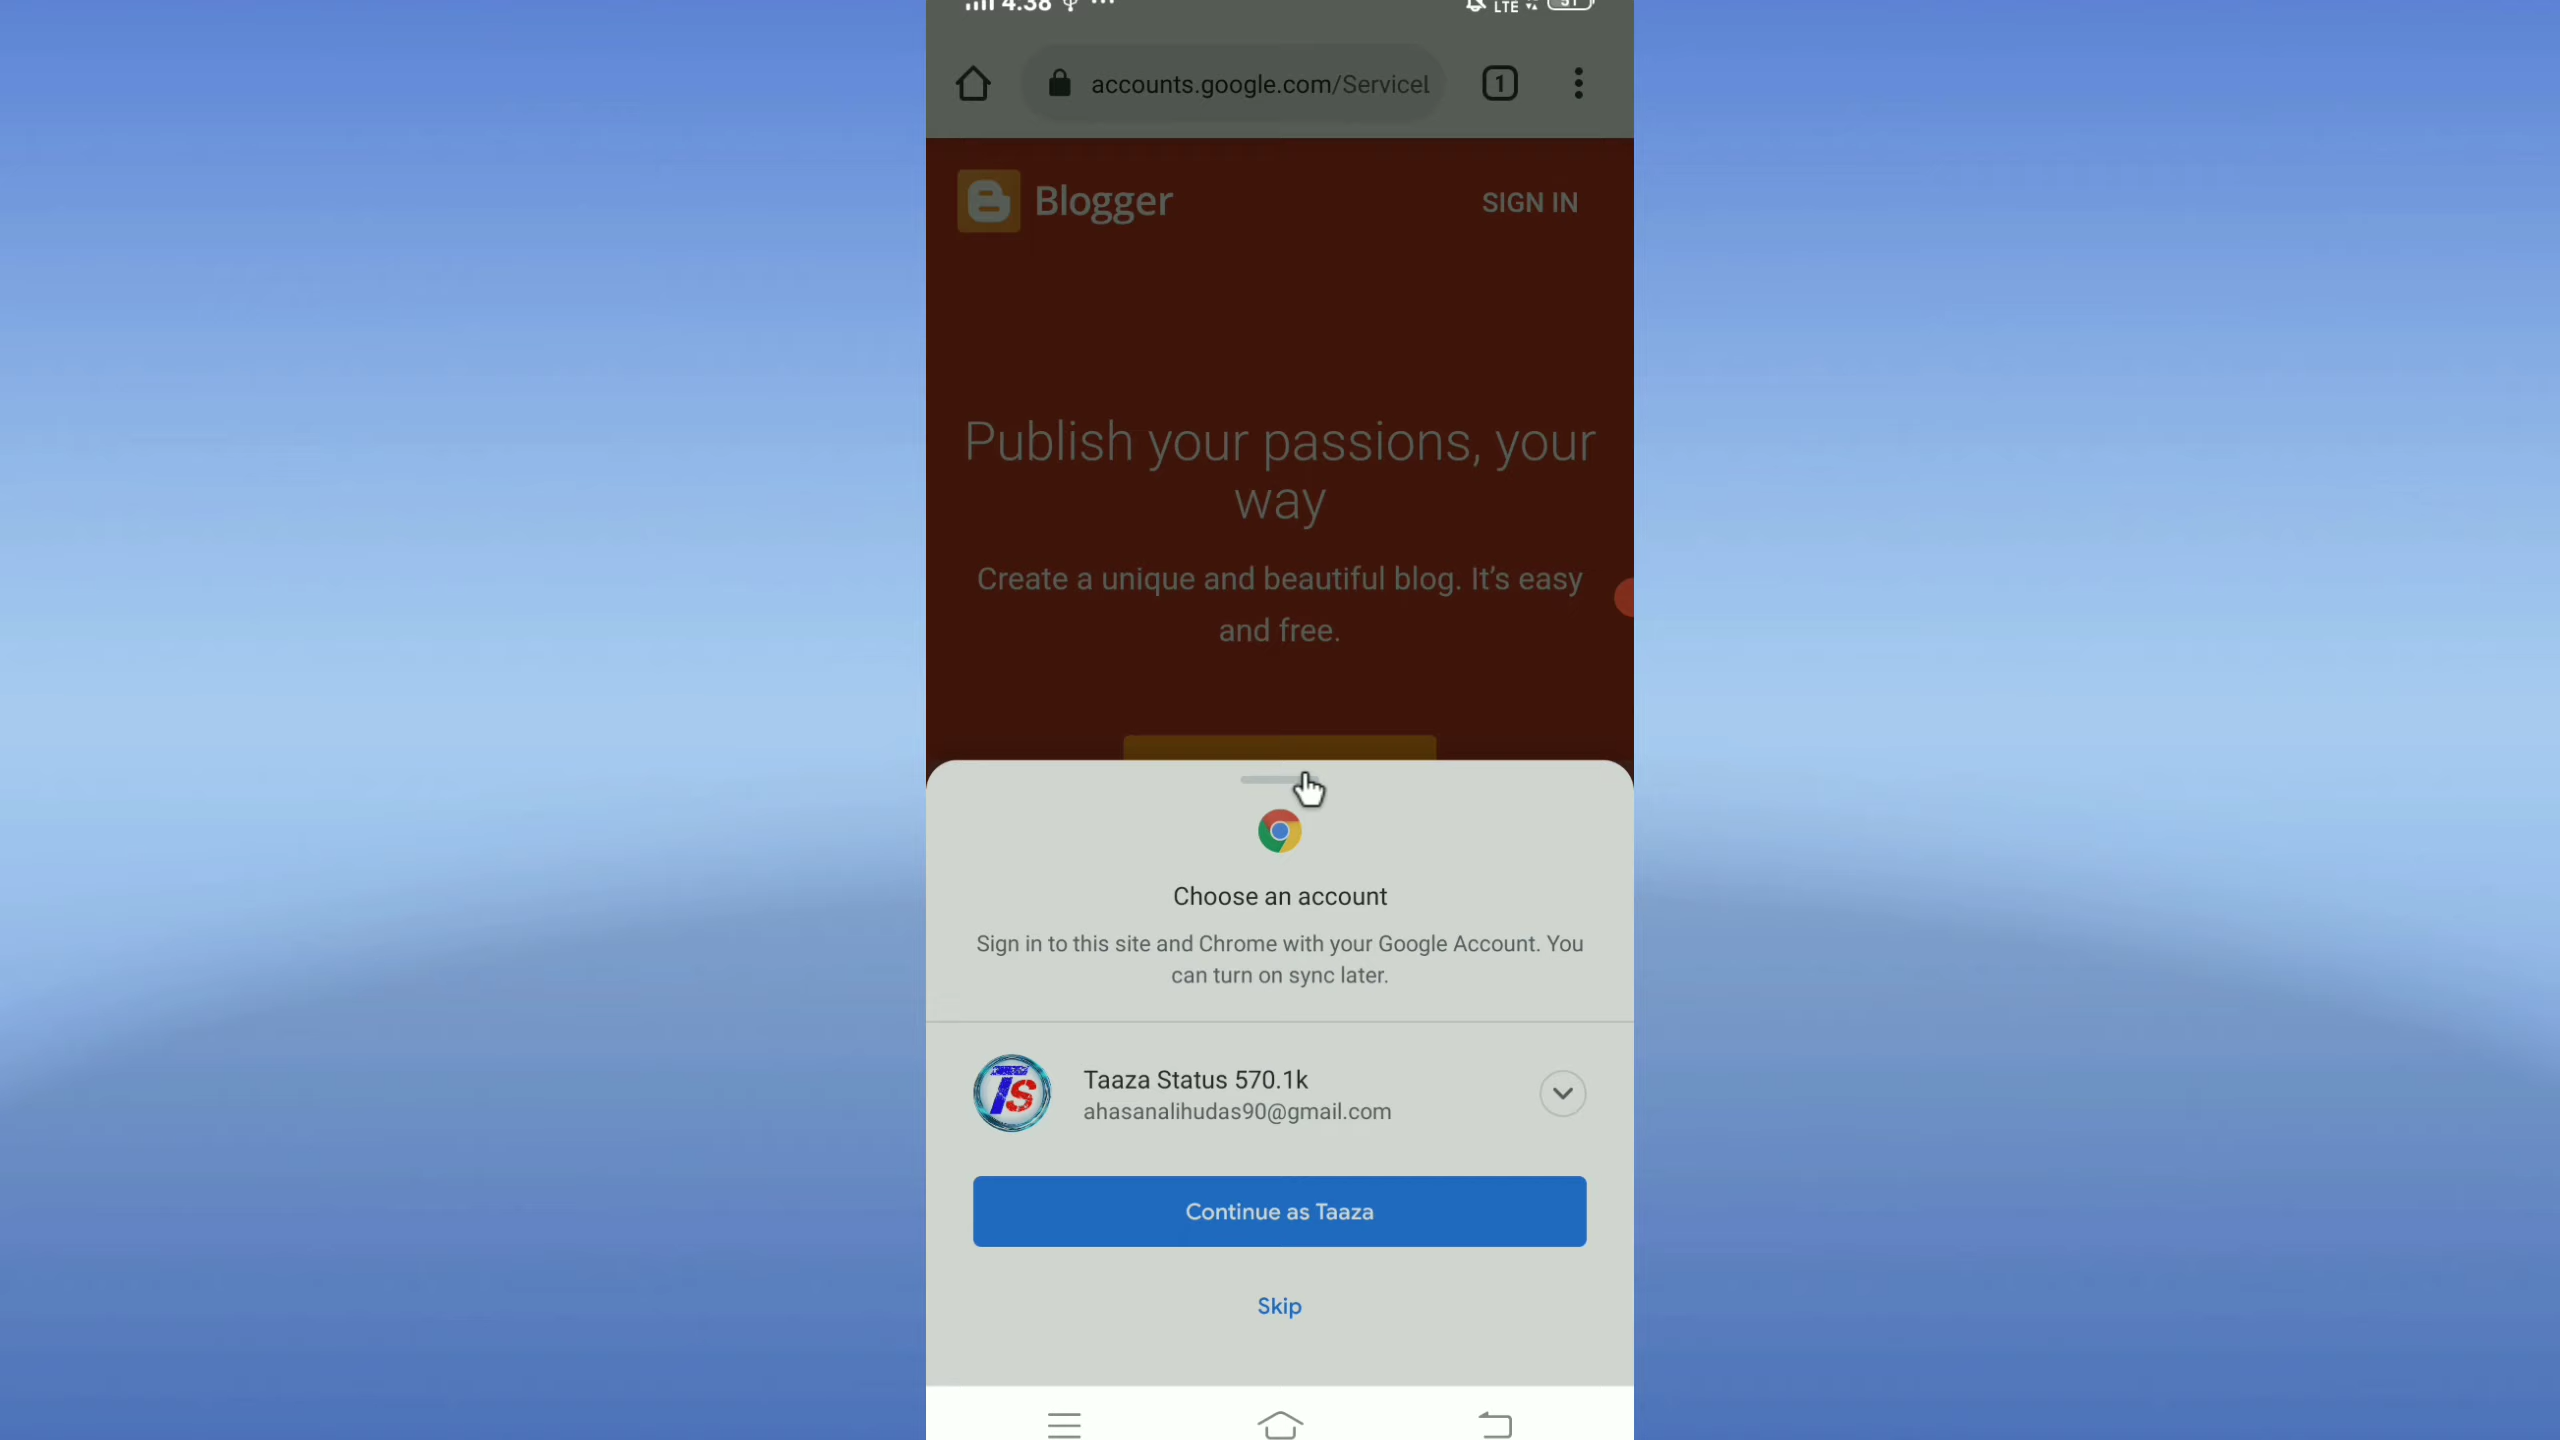 4.38
LTE
51
accounts.google.com/Servicel
1
Blogger
SIGN IN
Publish your passions, your
way
Create a unique and beautiful blog. It's easy
and free.
Choose an account
Sign in to this site and Chrome with your Google Account. You
can turn on sync later.
TS
Taaza Status 570.1k
ahasanalihudas90@gmail.com
Continue as Taaza
Skip